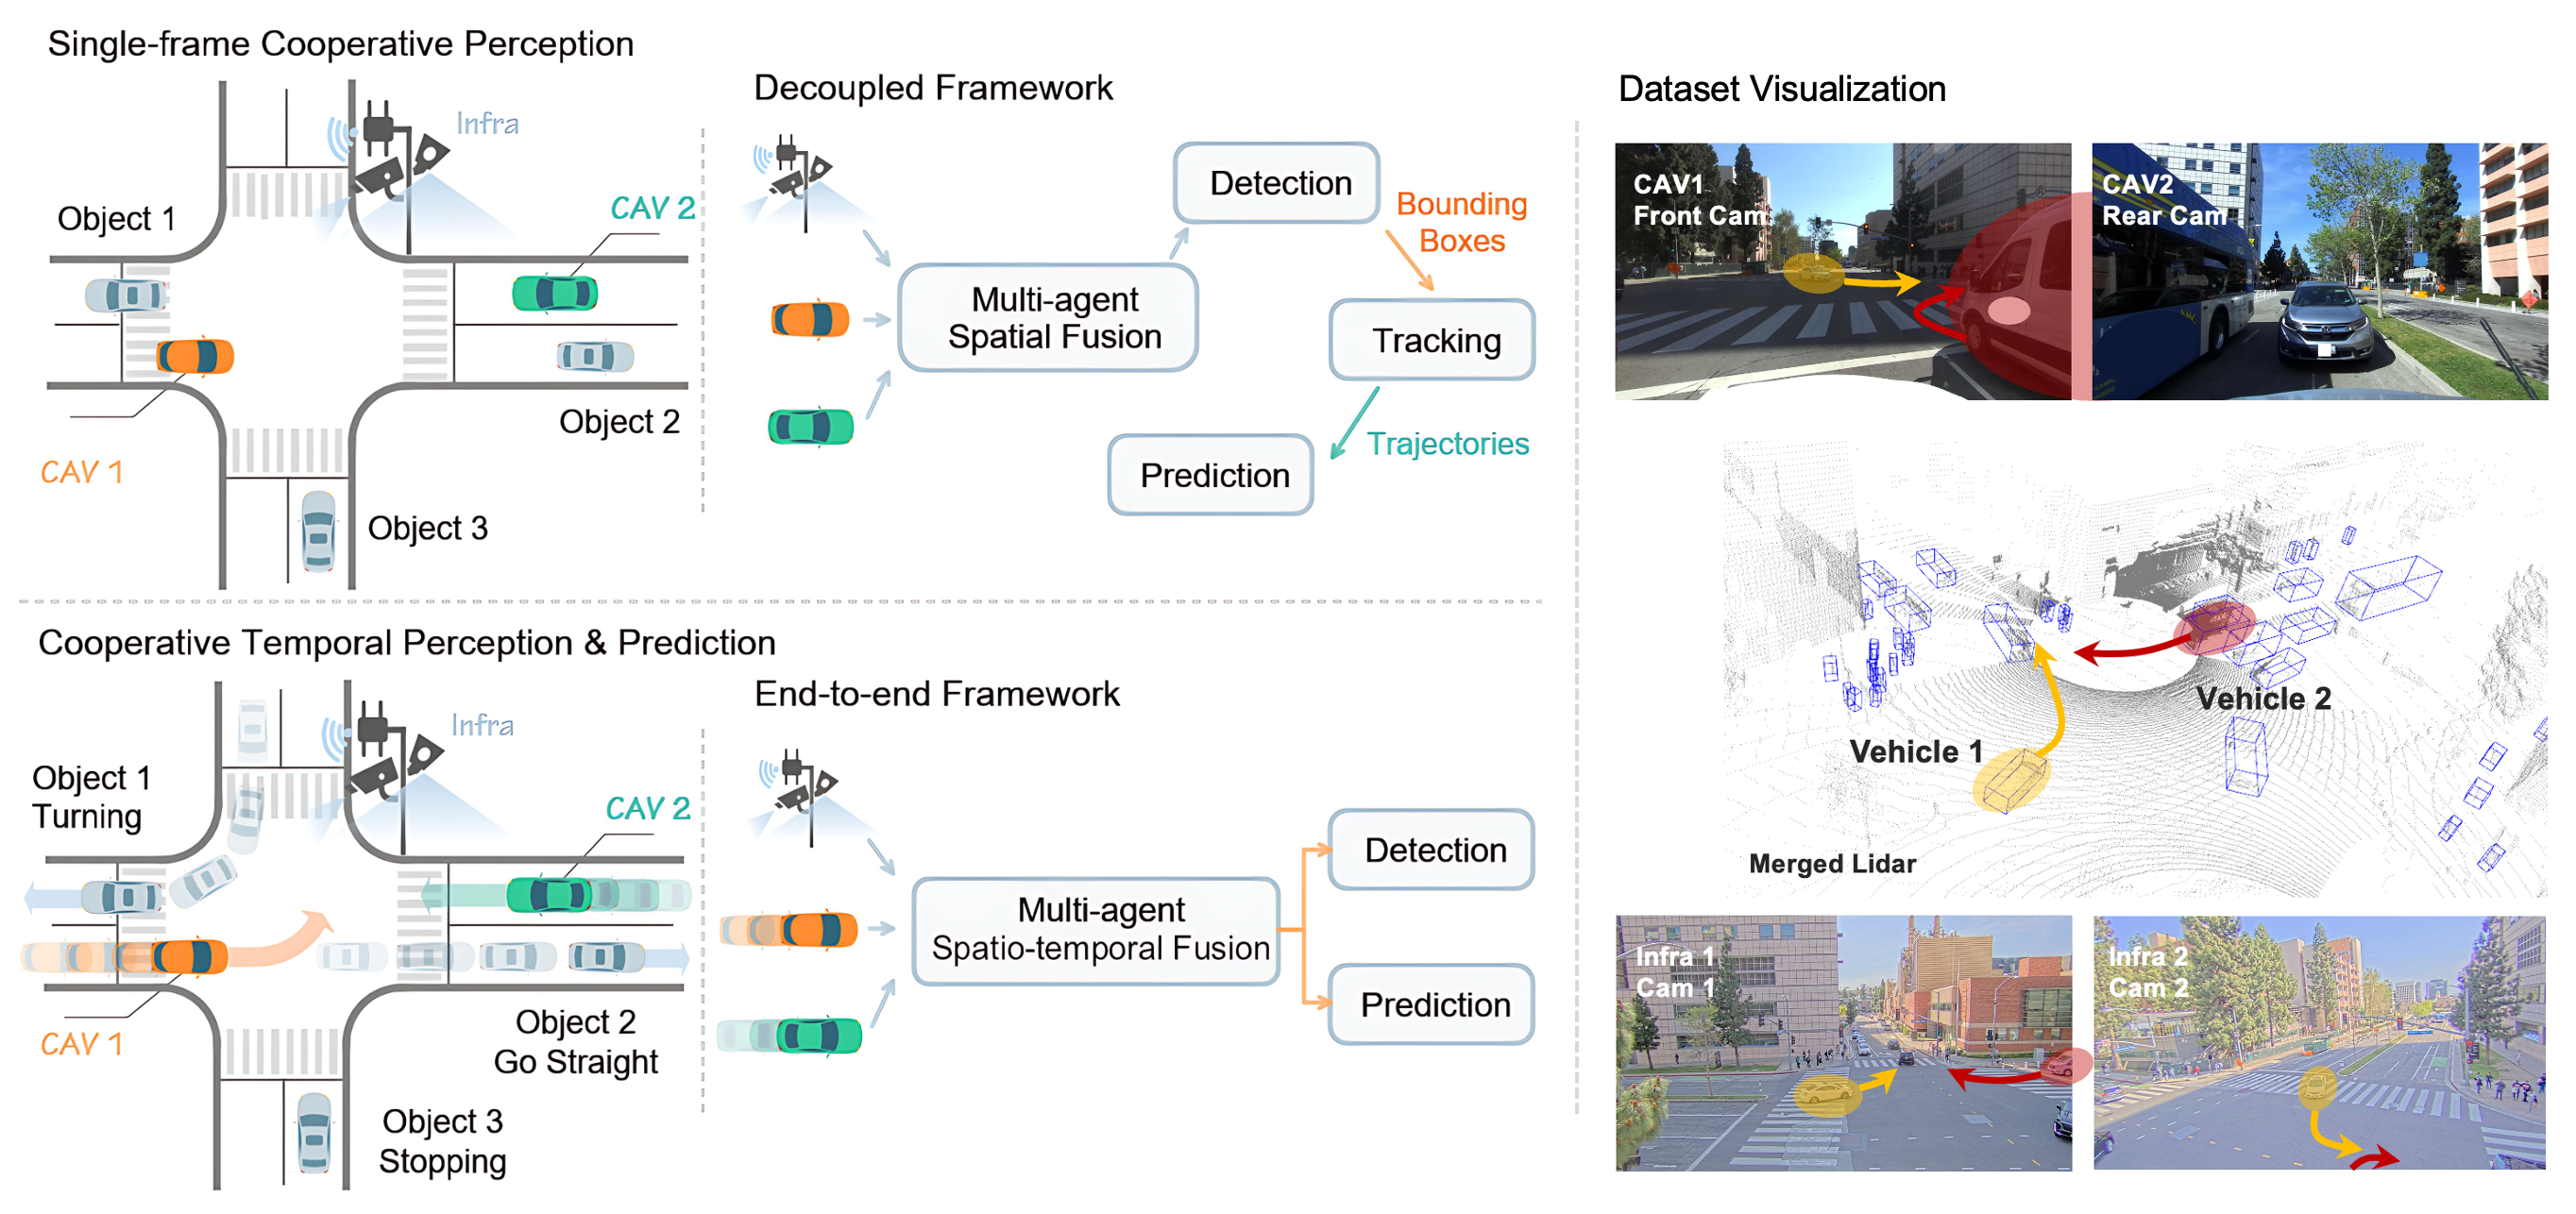 Single-frame Cooperative Perception
Infra
CAV 2
Object 1
Object 2
CAV 1
Object 3
Decoupled Framework
Detection
Bounding
Boxes
Multi-agent
Spatial Fusion
Tracking
Trajectories
Prediction
Cooperative Temporal Perception & Prediction
Infra
Object 1
Turning
CAV 2
CAV 1
Object 2
Go Straight
Object 3
Stopping
End-to-end Framework
Detection
Multi-agent
Spatio-temporal Fusion
Prediction
Dataset Visualization
CAV1
Front Cam
CAV2
Rear Cam
Vehicle 2
Vehicle 1
Merged Lidar
Infra 1
Cam 1
Infra 2
Cam 2